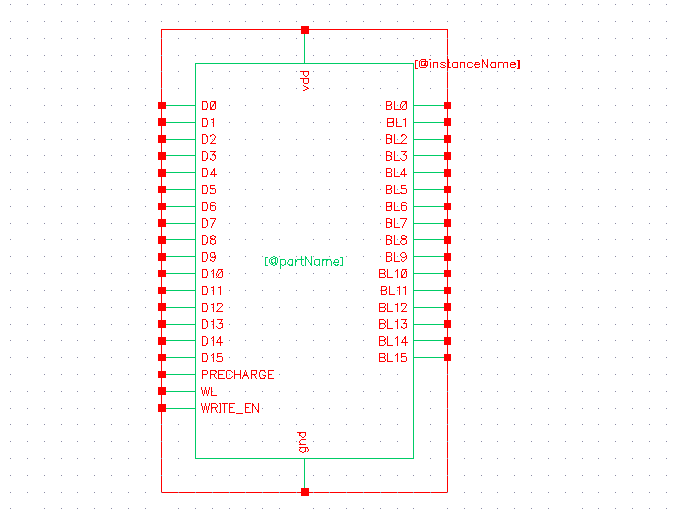 [@instanceName]
vdd
D0 BL0
D1 BL1
D2 BL2
D3 BL3
D4 BL4
D5 BL5
D6 BL6
D7 BL7
D8 BL8
D9 BL9
[@partName]
D10 BL10
D11 BL11
D12 BL12
D13 BL13
D14 BL14
D15 BL15
PRECHARGE
WL
WRITE_EN
gnd